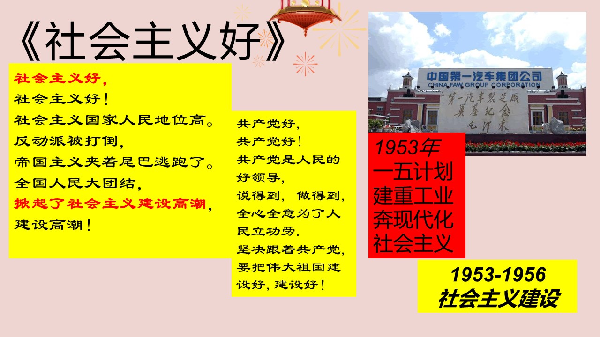 《社会主义好》
社会主义好，
社会主义好！
社会主义国家人民地位高。
反动派被打倒，
帝国主义夹着尾巴逃跑了。
全国人民大团结，
掀起了社会主义建设高潮，
建设高潮！
共产党好，
共产党好！
共产党是人民的
好领导，
说得到，做得到，
全心全意为了人
民立功劳。
坚决跟着共产党，
要把伟大祖国建
设好，建设好！
中国第一汽车集团公司
CHINA FAW GROUP CORPORATION
第一汽车製造厰
奠基纪念
毛泽东
1953年
一五计划
建重工业
奔现代化
社会主义
1953-1956
社会主义建设